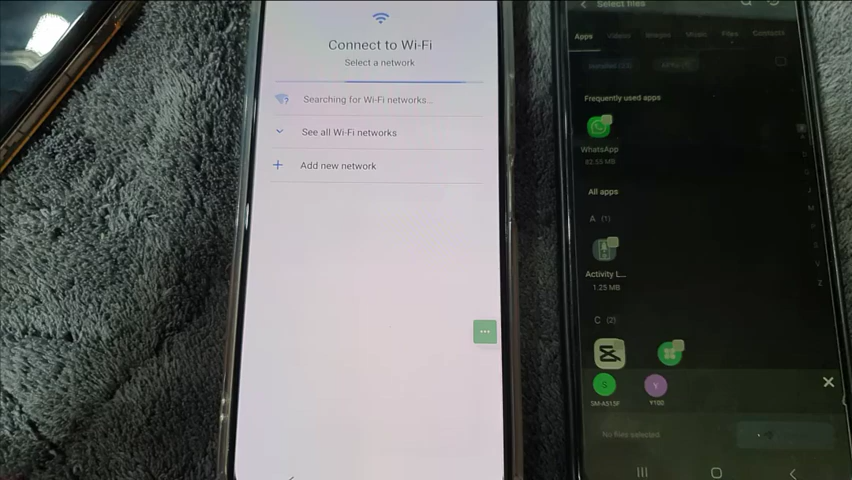 Connect to Wi-Fi
Select a network
Searching for Wi-Fi networks...
See all Wi-Fi networks
Add new network
Select files
Apps Videos Images Music Files Contacts
Installed (23)
Frequently used apps
WhatsApp
82.55 MB
All apps
A (1)
Activity L...
1.25 MB
C (2)
S Y
SM-A515F Y100
No files selected